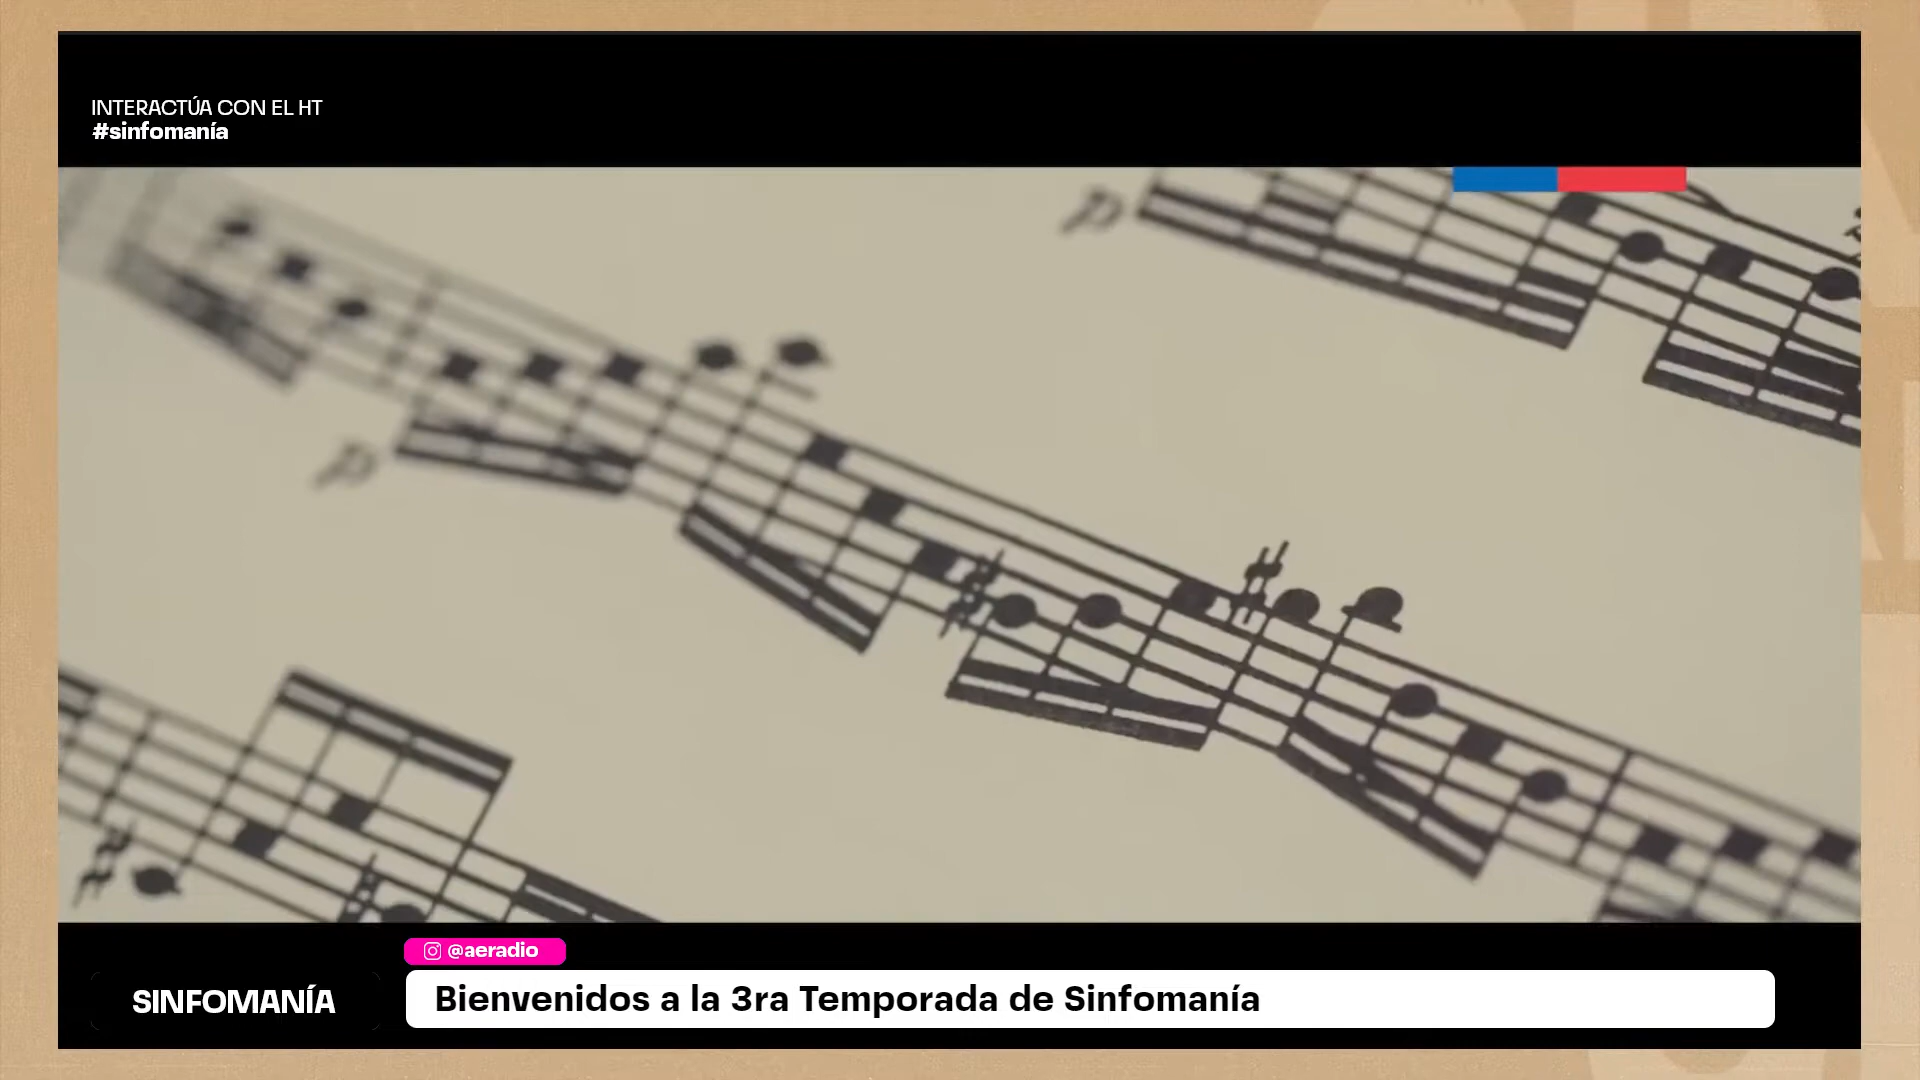 INTERACTÚA CON EL HT
#sinfomanía
@aeradio
SINFOMANÍA
Bienvenidos a la 3ra Temporada de Sinfomanía